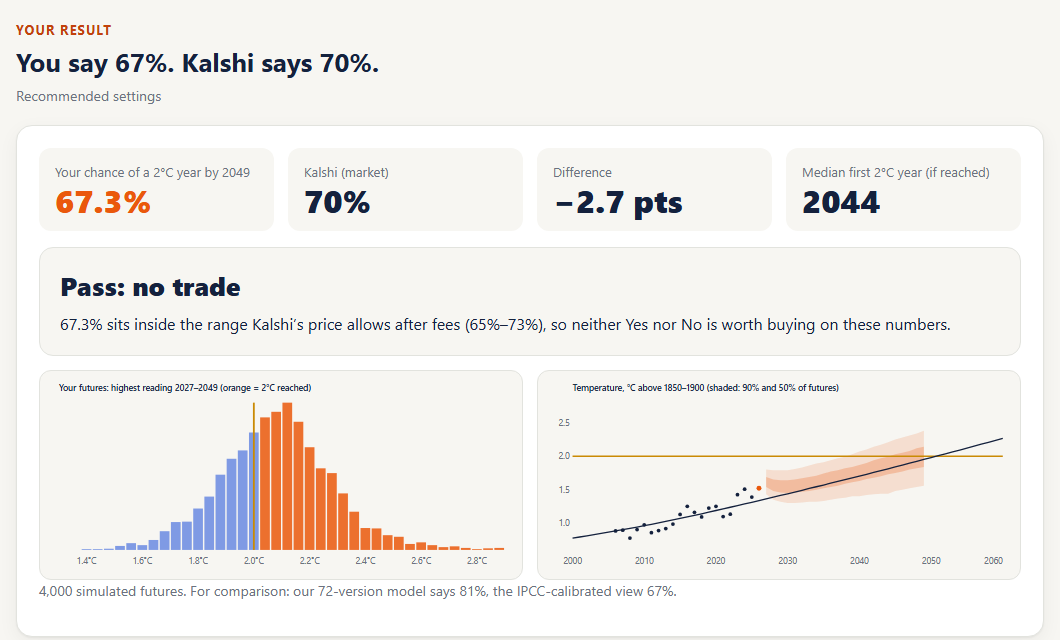 YOUR RESULT
You say 67%. Kalshi says 70%.
Recommended settings
Your chance of a 2°C year by 2049
67.3%
Kalshi (market)
70%
Difference
−2.7 pts
Median first 2°C year (if reached)
2044
Pass: no trade
67.3% sits inside the range Kalshi's price allows after fees (65%–73%), so neither Yes nor No is worth buying on these numbers.
Your futures: highest reading 2027–2049 (orange = 2°C reached)
1.4°C 1.6°C 1.8°C 2.0°C 2.2°C 2.4°C 2.6°C 2.8°C
Temperature, °C above 1850–1900 (shaded: 90% and 50% of futures)
2.5
2.0
1.5
1.0
2000 2010 2020 2030 2040 2050 2060
4,000 simulated futures. For comparison: our 72-version model says 81%, the IPCC-calibrated view 67%.